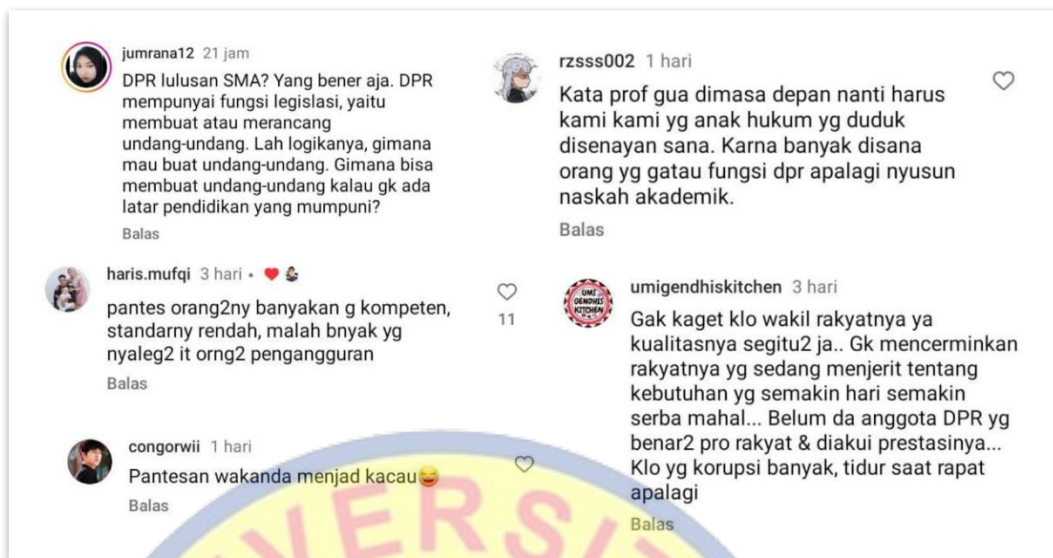 jumrana12 21 jam
DPR lulusan SMA? Yang bener aja. DPR
mempunyai fungsi legislasi, yaitu
membuat atau merancang
undang-undang. Lah logikanya, gimana
mau buat undang-undang. Gimana bisa
membuat undang-undang kalau gk ada
latar pendidikan yang mumpuni?
Balas
rzsss002 1 hari
Kata prof gua dimasa depan nanti harus
kami kami yg anak hukum yg duduk
disenayan sana. Karna banyak disana
orang yg gatau fungsi dpr apalagi nyusun
naskah akademik.
Balas
haris.mufqi 3 hari •
pantes orang2ny banyakan g kompeten,
standarny rendah, malah bnyak yg
nyaleg2 it orng2 pengangguran
11
Balas
UMI
GENDHIS
KITCHEN
umigendhiskitchen 3 hari
Gak kaget klo wakil rakyatnya ya
kualitasnya segitu2 ja.. Gk mencerminkan
rakyatnya yg sedang menjerit tentang
kebutuhan yg semakin hari semakin
serba mahal... Belum da anggota DPR yg
benar2 pro rakyat & diakui prestasinya...
Klo yg korupsi banyak, tidur saat rapat
apalagi
Balas
congorwii 1 hari
Pantesan wakanda menjad kacau😅
Balas
VERSI